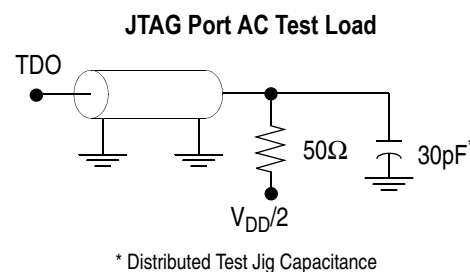 JTAG Port AC Test Load
TDO
50Ω
30pF*
VDD/2
* Distributed Test Jig Capacitance